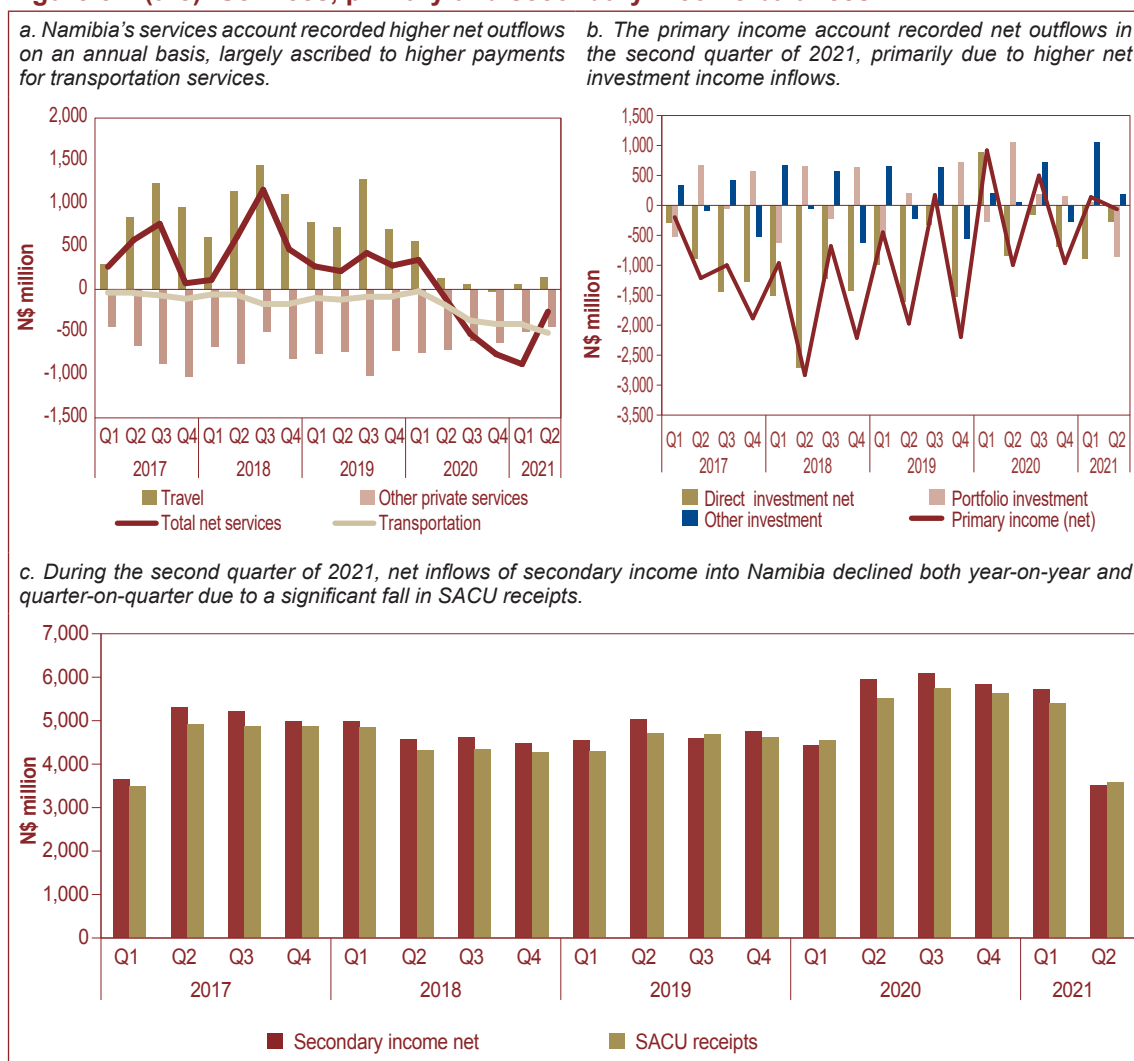 a. Namibia's services account recorded higher net outflows
on an annual basis, largely ascribed to higher payments
for transportation services.
2,000
1,500
1,000
500
0
-500
-1,000
-1,500
N$ million
Q1 Q2 Q3 Q4 Q1 Q2 Q3 Q4 Q1 Q2 Q3 Q4 Q1 Q2 Q3 Q4 Q1 Q2
2017 2018 2019 2020 2021
Travel Other private services
Total net services Transportation
b. The primary income account recorded net outflows in
the second quarter of 2021, primarily due to higher net
investment income inflows.
1,500
1,000
500
0
-500
-1,000
-1,500
-2,000
-2,500
-3,000
-3,500
N$ million
Q1 Q2 Q3 Q4 Q1 Q2 Q3 Q4 Q1 Q2 Q3 Q4 Q1 Q2 Q3 Q4 Q1 Q2
2017 2018 2019 2020 2021
Direct investment net Portfolio investment
Other investment Primary income (net)
c. During the second quarter of 2021, net inflows of secondary income into Namibia declined both year-on-year and
quarter-on-quarter due to a significant fall in SACU receipts.
7,000
6,000
5,000
4,000
3,000
2,000
1,000
0
N$ million
Q1 Q2 Q3 Q4 Q1 Q2 Q3 Q4 Q1 Q2 Q3 Q4 Q1 Q2 Q3 Q4 Q1 Q2
2017 2018 2019 2020 2021
Secondary income net SACU receipts